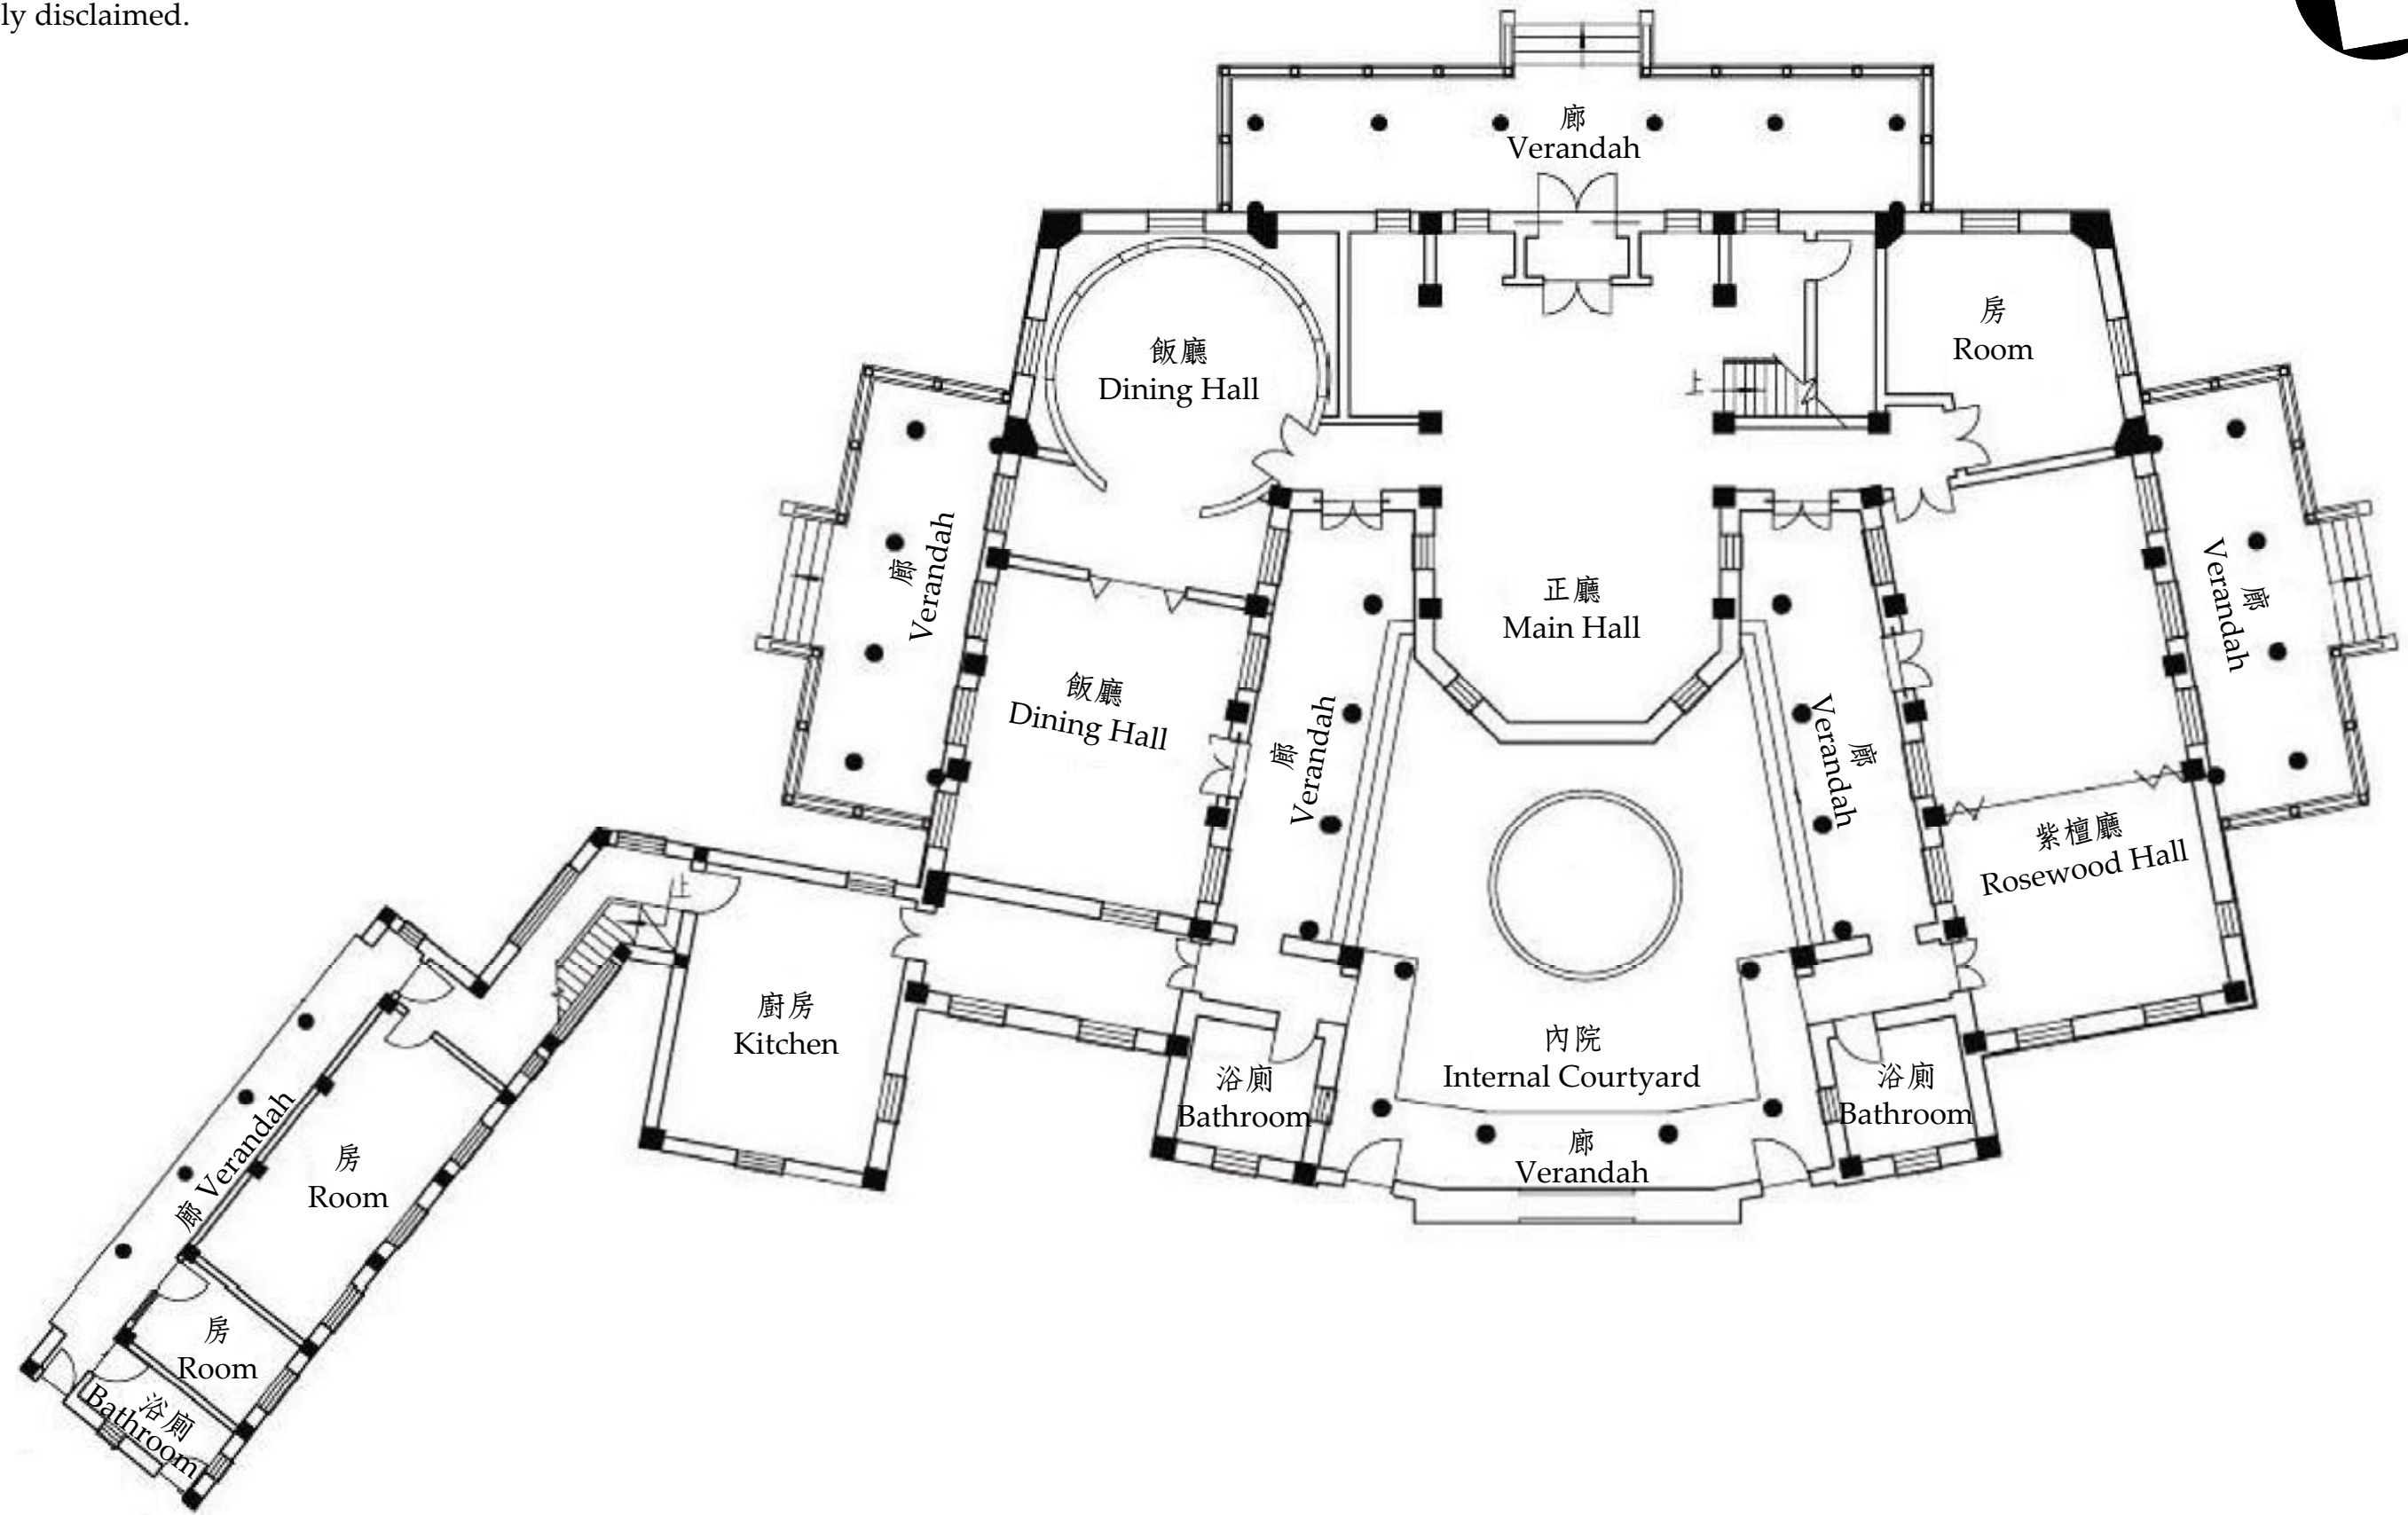 ly disclaimed.
廊
Verandah
飯廳
Dining Hall
房
Room
上
廊
Verandah
正廳
Main Hall
廊
Verandah
飯廳
Dining Hall
廊
Verandah
廊
Verandah
紫檀廳
Rosewood Hall
上
廚房
Kitchen
內院
Internal Courtyard
浴廁
Bathroom
浴廁
Bathroom
廊
Verandah
廊 Verandah
房
Room
房
Room
浴廁
Bathroom